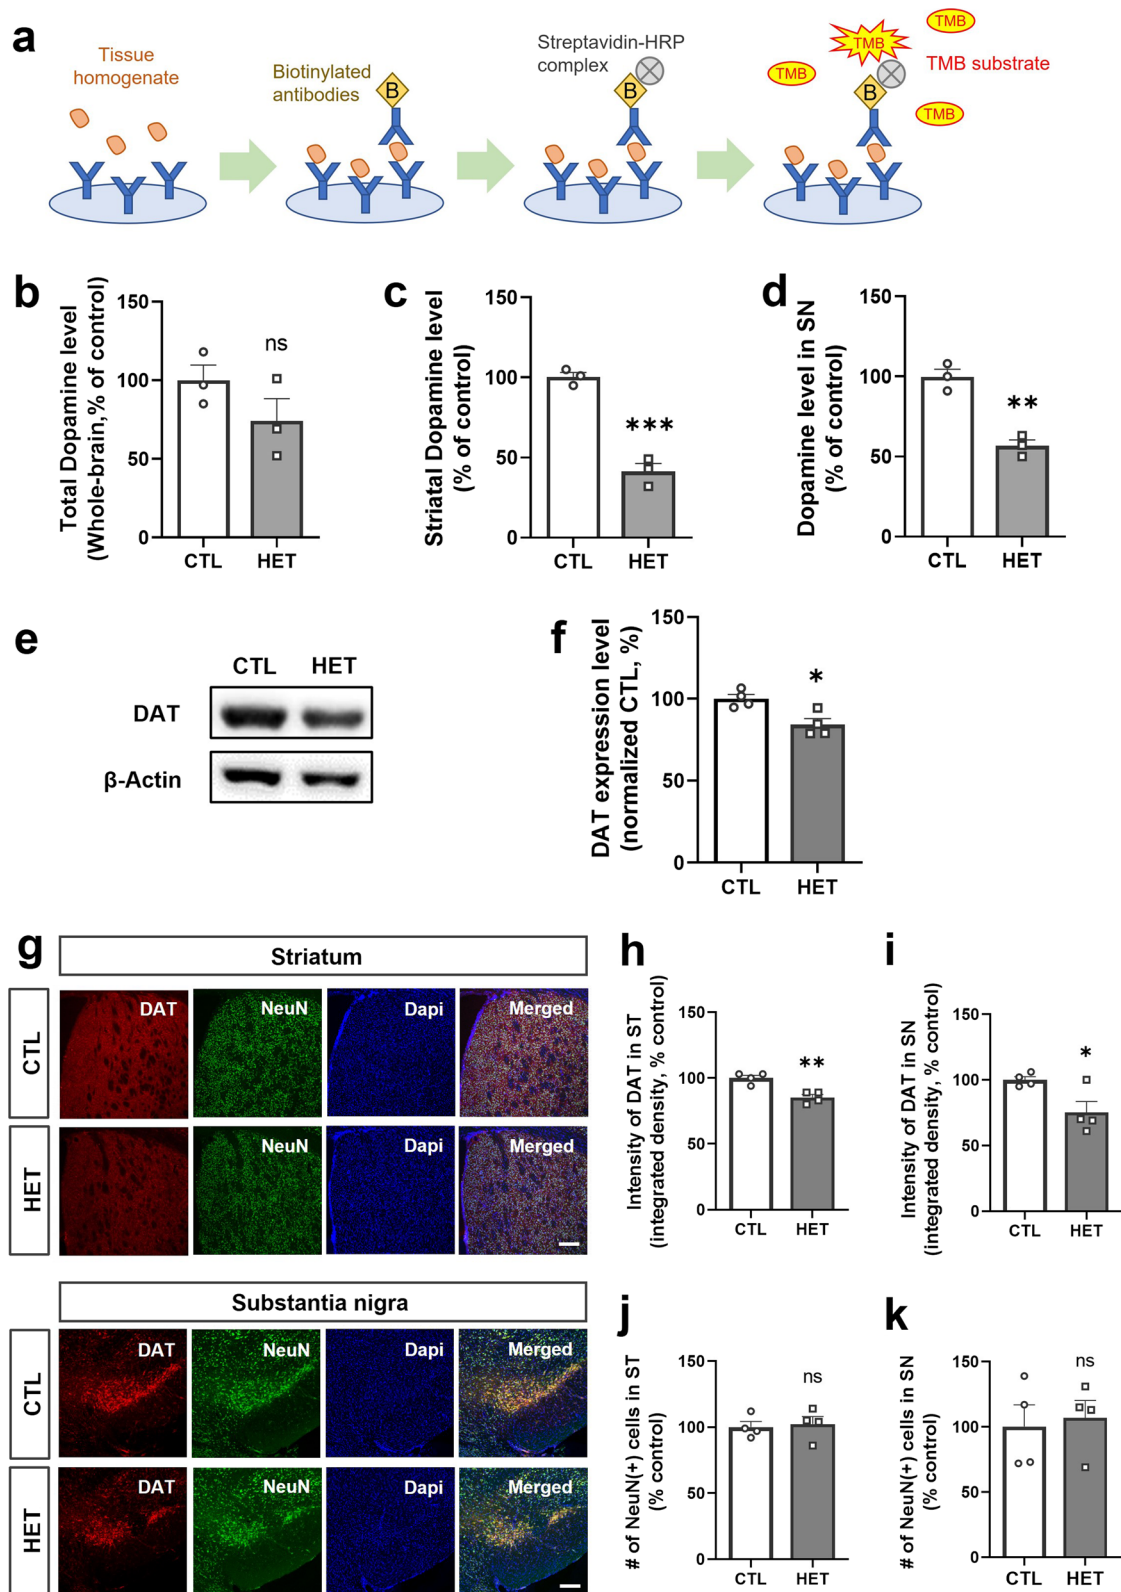 a
Tissue
homogenate
Biotinylated
antibodies
B
Streptavidin-HRP
complex
B
TMB
TMB
TMB
TMB
TMB substrate
B
b
Total Dopamine level
(Whole-brain,% of control)
150
100
50
0
ns
CTL
HET
c
Striatal Dopamine level
(% of control)
150
100
50
0
***
CTL
HET
d
Dopamine level in SN
(% of control)
150
100
50
0
**
CTL
HET
e
CTL HET
DAT
β-Actin
f
DAT expression level
(normalized CTL, %)
150
100
50
0
*
CTL
HET
g
Striatum
CTL
DAT
NeuN
Dapi
Merged
HET
DAT
NeuN
Dapi
Merged
Substantia nigra
CTL
DAT
NeuN
Dapi
Merged
HET
DAT
NeuN
Dapi
Merged
h
Intensity of DAT in ST
(integrated density, % control)
150
100
50
0
**
CTL
HET
i
Intensity of DAT in SN
(integrated density, % control)
150
100
50
0
*
CTL
HET
j
# of NeuN(+) cells in ST
(% control)
150
100
50
0
ns
CTL
HET
k
# of NeuN(+) cells in SN
(% control)
150
100
50
0
ns
CTL
HET